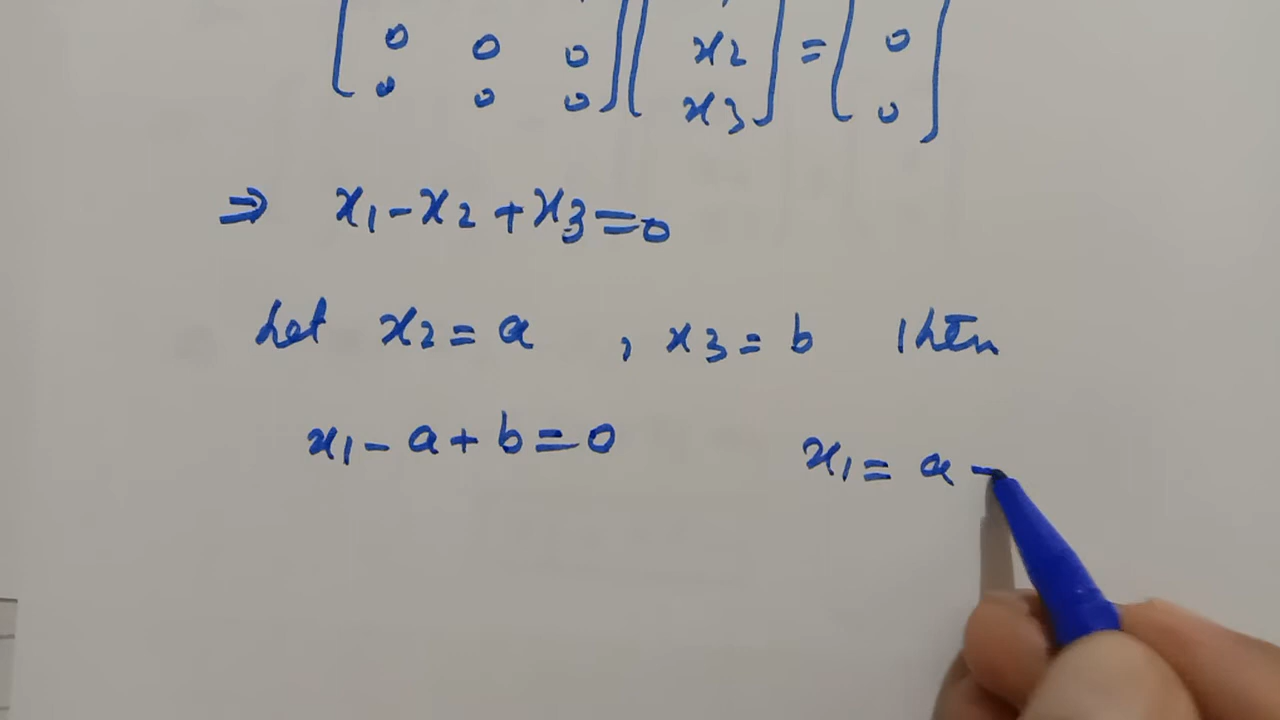 [ 0 0 0 ] [ x2 ] = [ 0 ]
0 0 0 x3 0
⇒ x1 - x2 + x3 = 0
Let x2 = a , x3 = b then
x1 - a + b = 0 x1 = a -